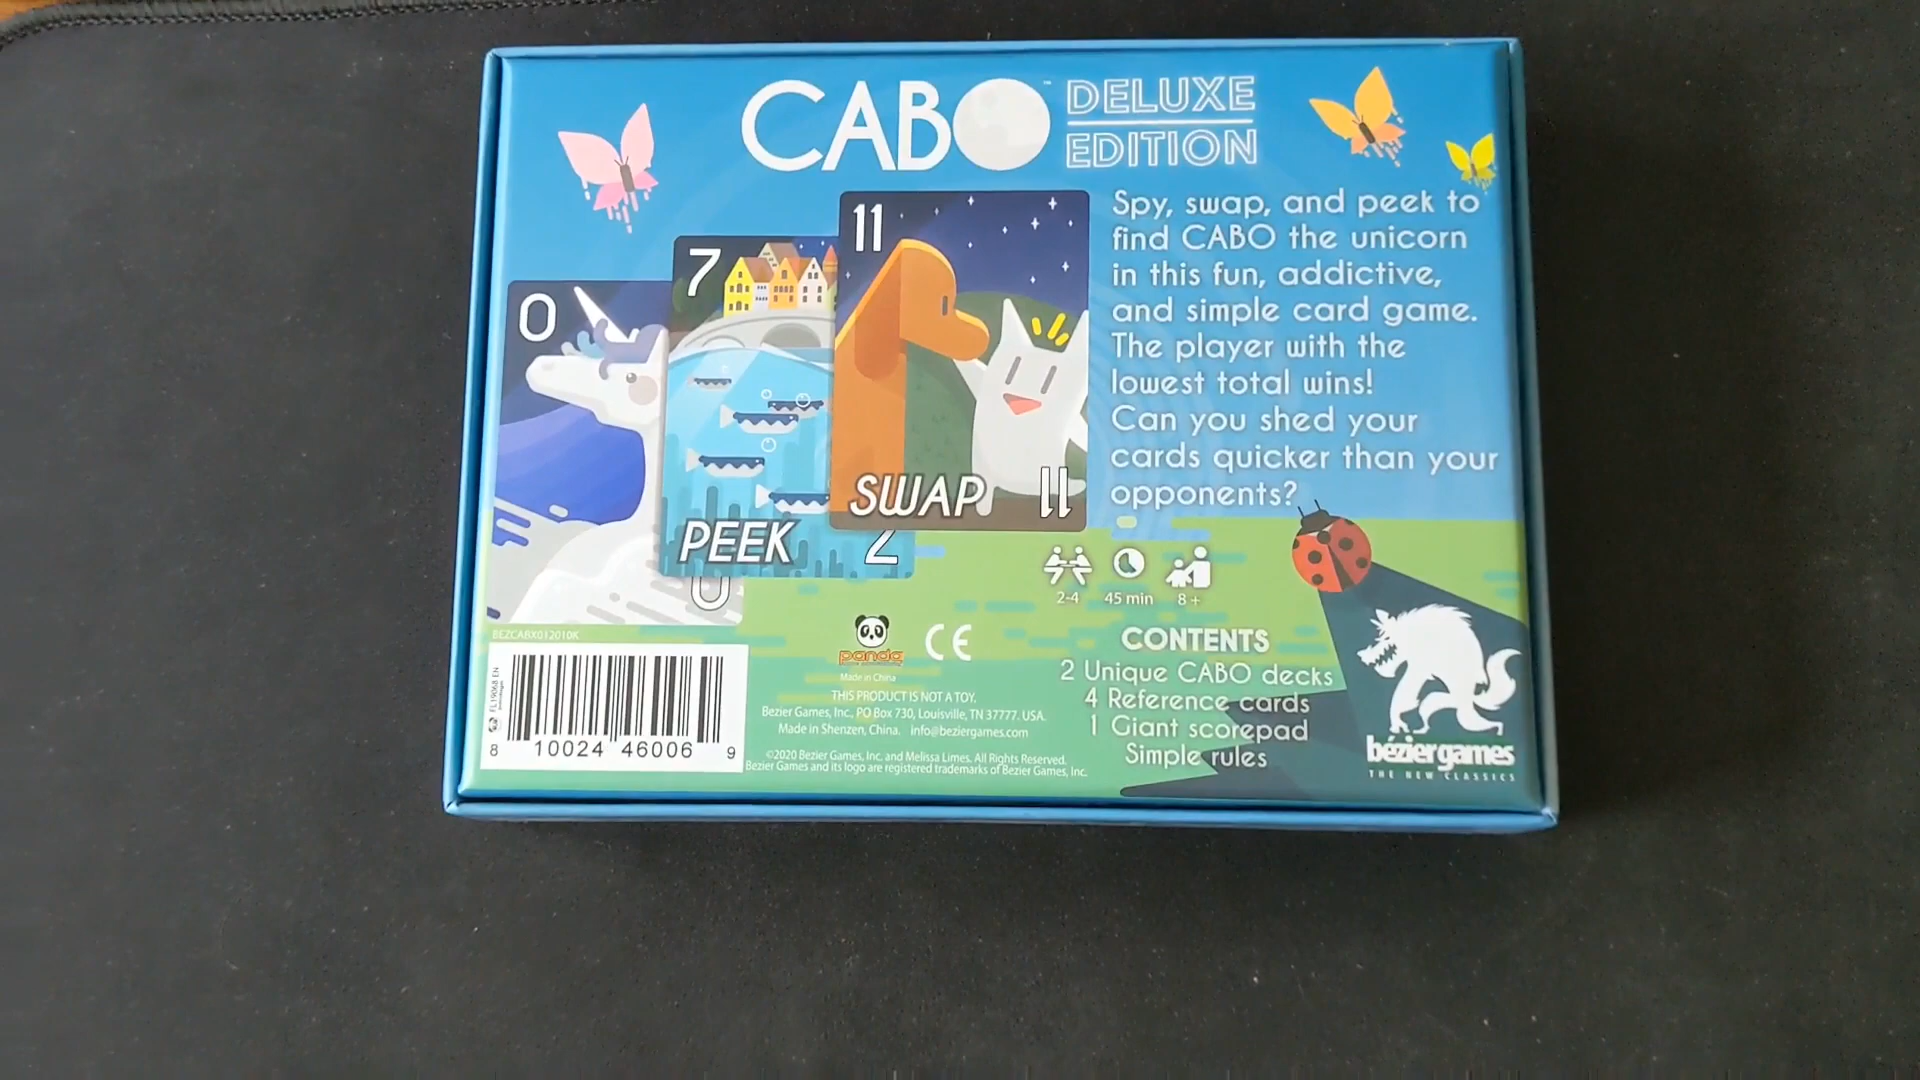 CABO™ DELUXE
EDITION
Spy, swap, and peek to
find CABO the unicorn
in this fun, addictive,
and simple card game.
The player with the
lowest total wins!
Can you shed your
cards quicker than your
opponents?
0
0
7
PEEK
7
11
SWAP
11
2-4
45 min
8 +
BEZCABX012010K
8 10024 46006 9
panda
Made in China
CE
THIS PRODUCT IS NOT A TOY.
Bezier Games, Inc., PO Box 730, Louisville, TN 37777. USA.
Made in Shenzen, China. info@beziergames.com
©2020 Bezier Games, Inc. and Melissa Limes. All Rights Reserved.
Bezier Games and its logo are registered trademarks of Bezier Games, Inc.
CONTENTS
2 Unique CABO decks
4 Reference cards
1 Giant scorepad
Simple rules
béziergames
THE NEW CLASSICS